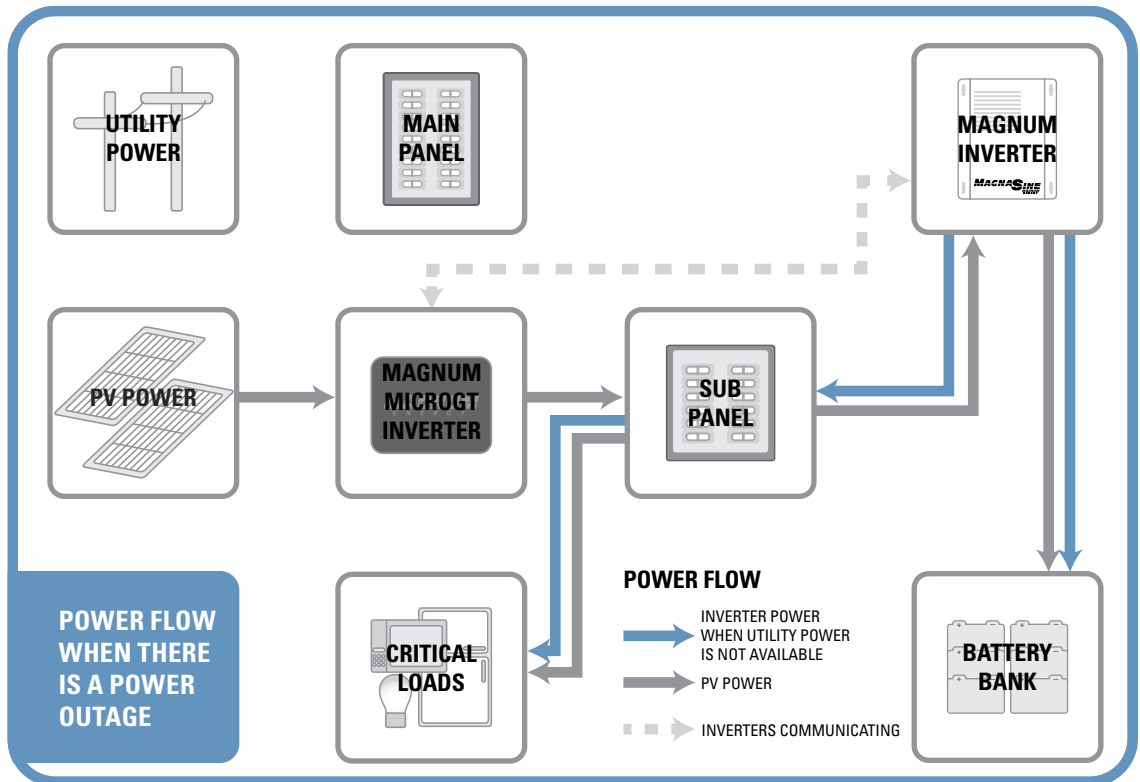 UTILITY
POWER
MAIN
PANEL
MAGNUM
INVERTER
MAGNASINE
PV POWER
MAGNUM
MICROGT
INVERTER
SUB
PANEL
POWER FLOW
WHEN THERE
IS A POWER
OUTAGE
CRITICAL
LOADS
POWER FLOW
INVERTER POWER
WHEN UTILITY POWER
IS NOT AVAILABLE
PV POWER
INVERTERS COMMUNICATING
BATTERY
BANK